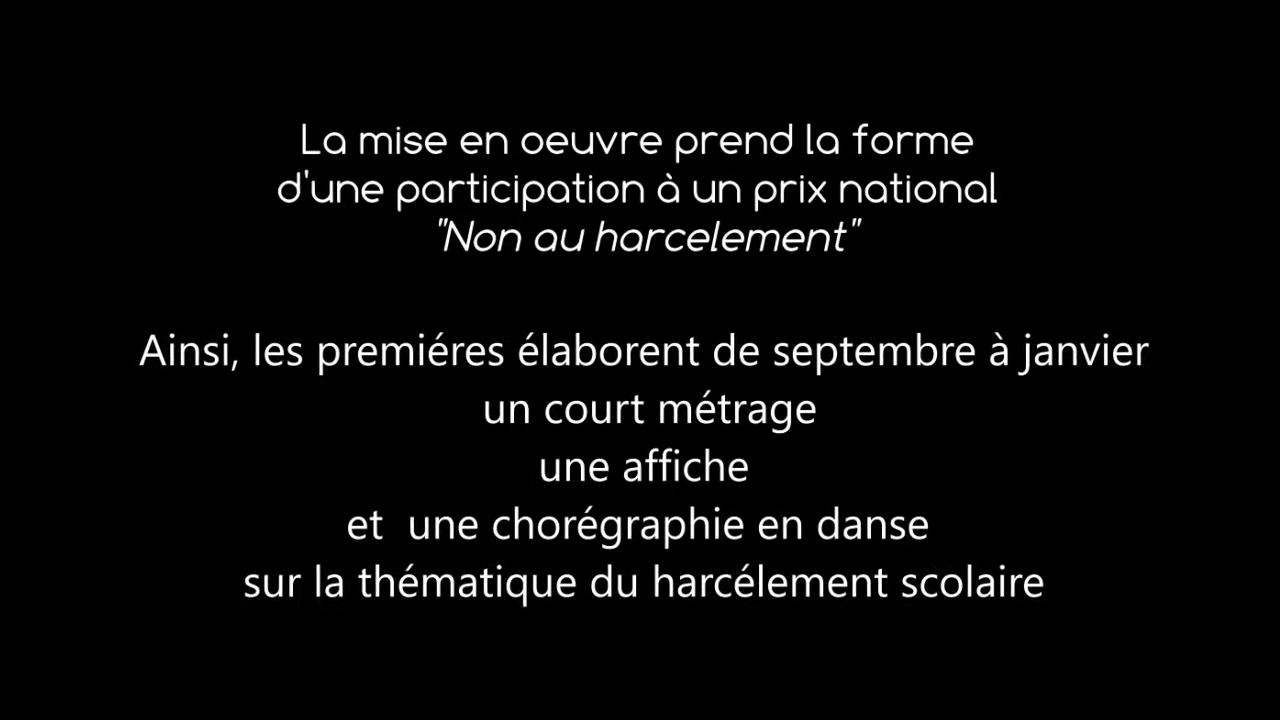 La mise en oeuvre prend la forme
d'une participation à un prix national
"Non au harcelement"
Ainsi, les premiéres élaborent de septembre à janvier
un court métrage
une affiche
et  une chorégraphie en danse
sur la thématique du harcélement scolaire